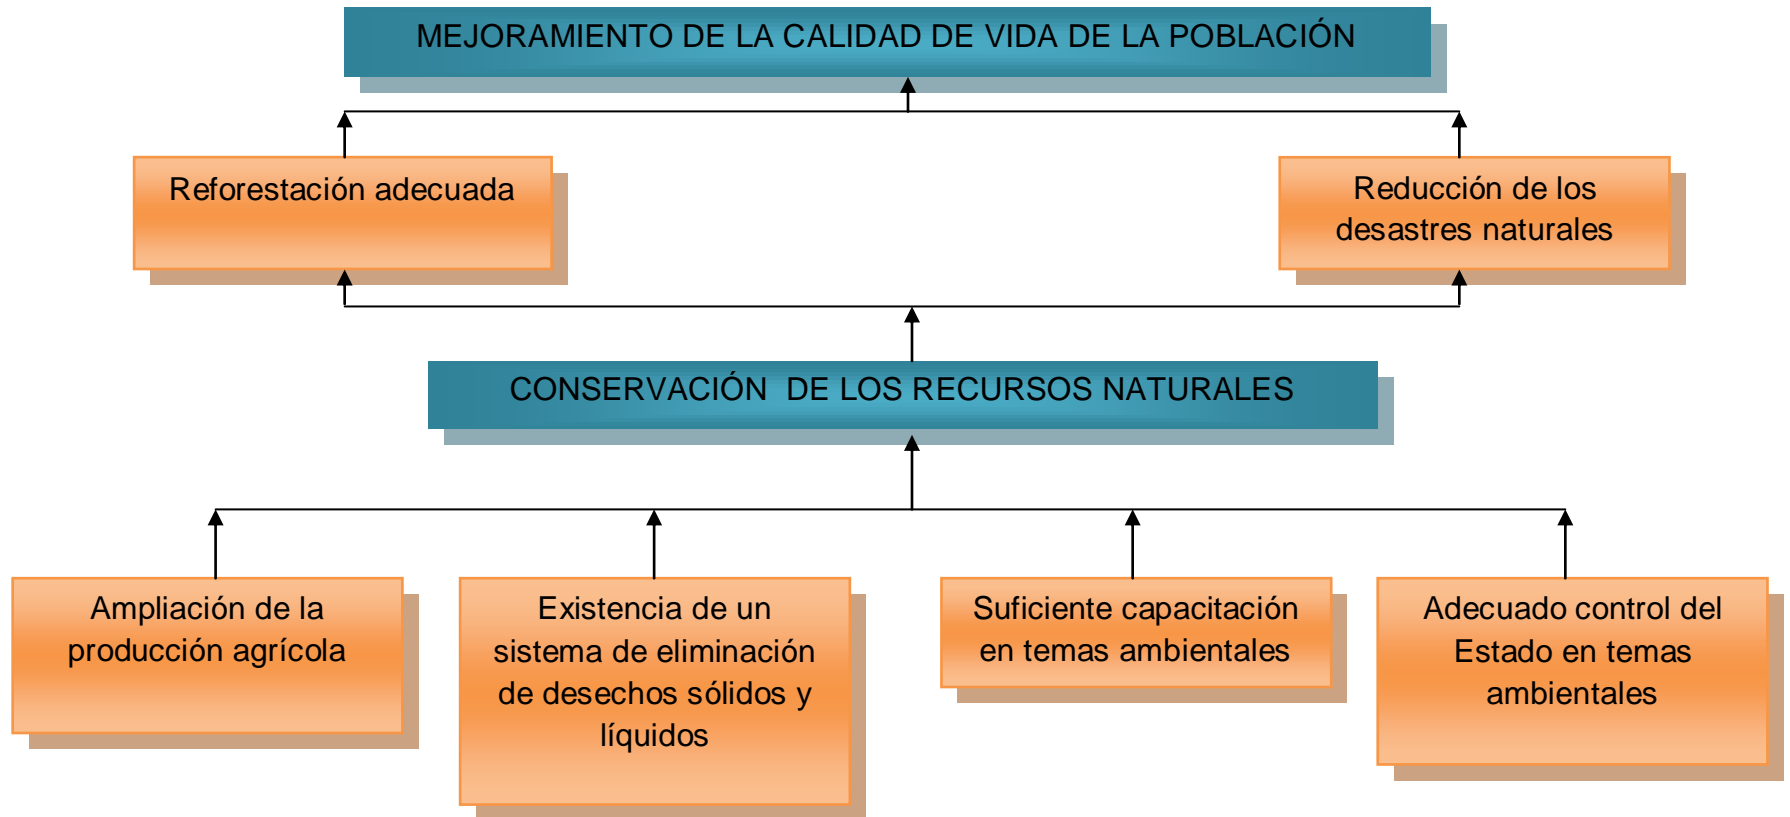 MEJORAMIENTO DE LA CALIDAD DE VIDA DE LA POBLACIÓN
Reforestación adecuada
Reducción de los
desastres naturales
CONSERVACIÓN  DE LOS RECURSOS NATURALES
Ampliación de la
producción agrícola
Existencia de un
sistema de eliminación
de desechos sólidos y
líquidos
Suficiente capacitación
en temas ambientales
Adecuado control del
Estado en temas
ambientales